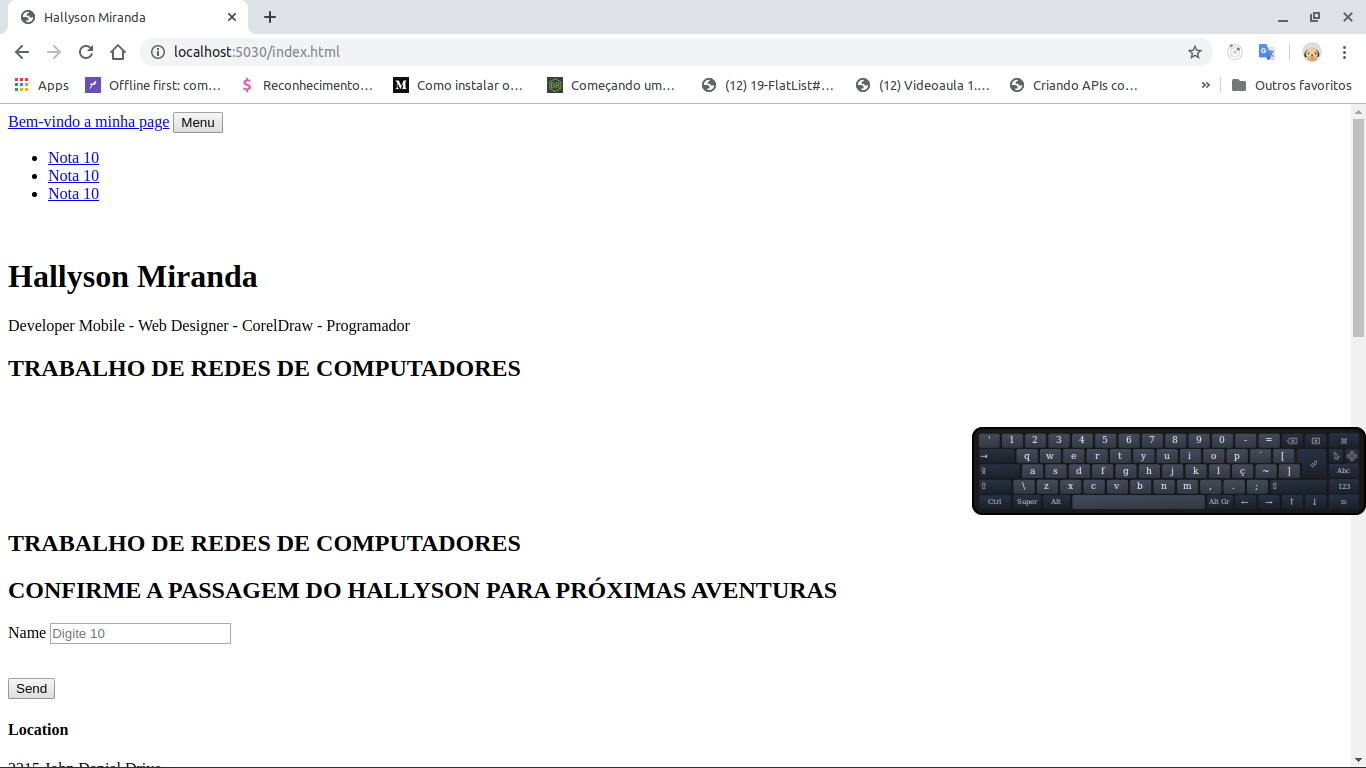 Hallyson Miranda
localhost:5030/index.html
Apps Offline first: com... Reconhecimento... Como instalar o... Começando um... (12) 19-FlatList#... (12) Videoaula 1.... Criando APIs co... » Outros favoritos
Bem-vindo a minha page Menu
Nota 10
Nota 10
Nota 10
Hallyson Miranda
Developer Mobile - Web Designer - CorelDraw - Programador
TRABALHO DE REDES DE COMPUTADORES
' 1 2 3 4 5 6 7 8 9 0 - =
q w e r t y u i o p ´ [
a s d f g h j k l ç ~ ] Abc
\ z x c v b n m , . ; 123
Ctrl Super Alt Alt Gr ← → ↑ ↓
TRABALHO DE REDES DE COMPUTADORES
CONFIRME A PASSAGEM DO HALLYSON PARA PRÓXIMAS AVENTURAS
Name Digite 10
Send
Location
2215 John Daniel Drive